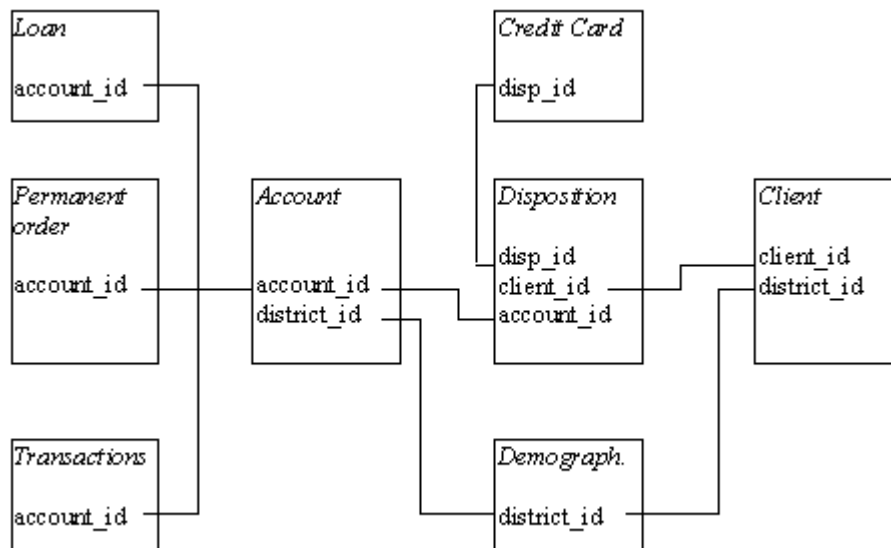 Loan
account_id
Credit Card
disp_id
Permanent
order
account_id
Account
account_id
district_id
Disposition
disp_id
client_id
account_id
Client
client_id
district_id
Transactions
account_id
Demograph.
district_id